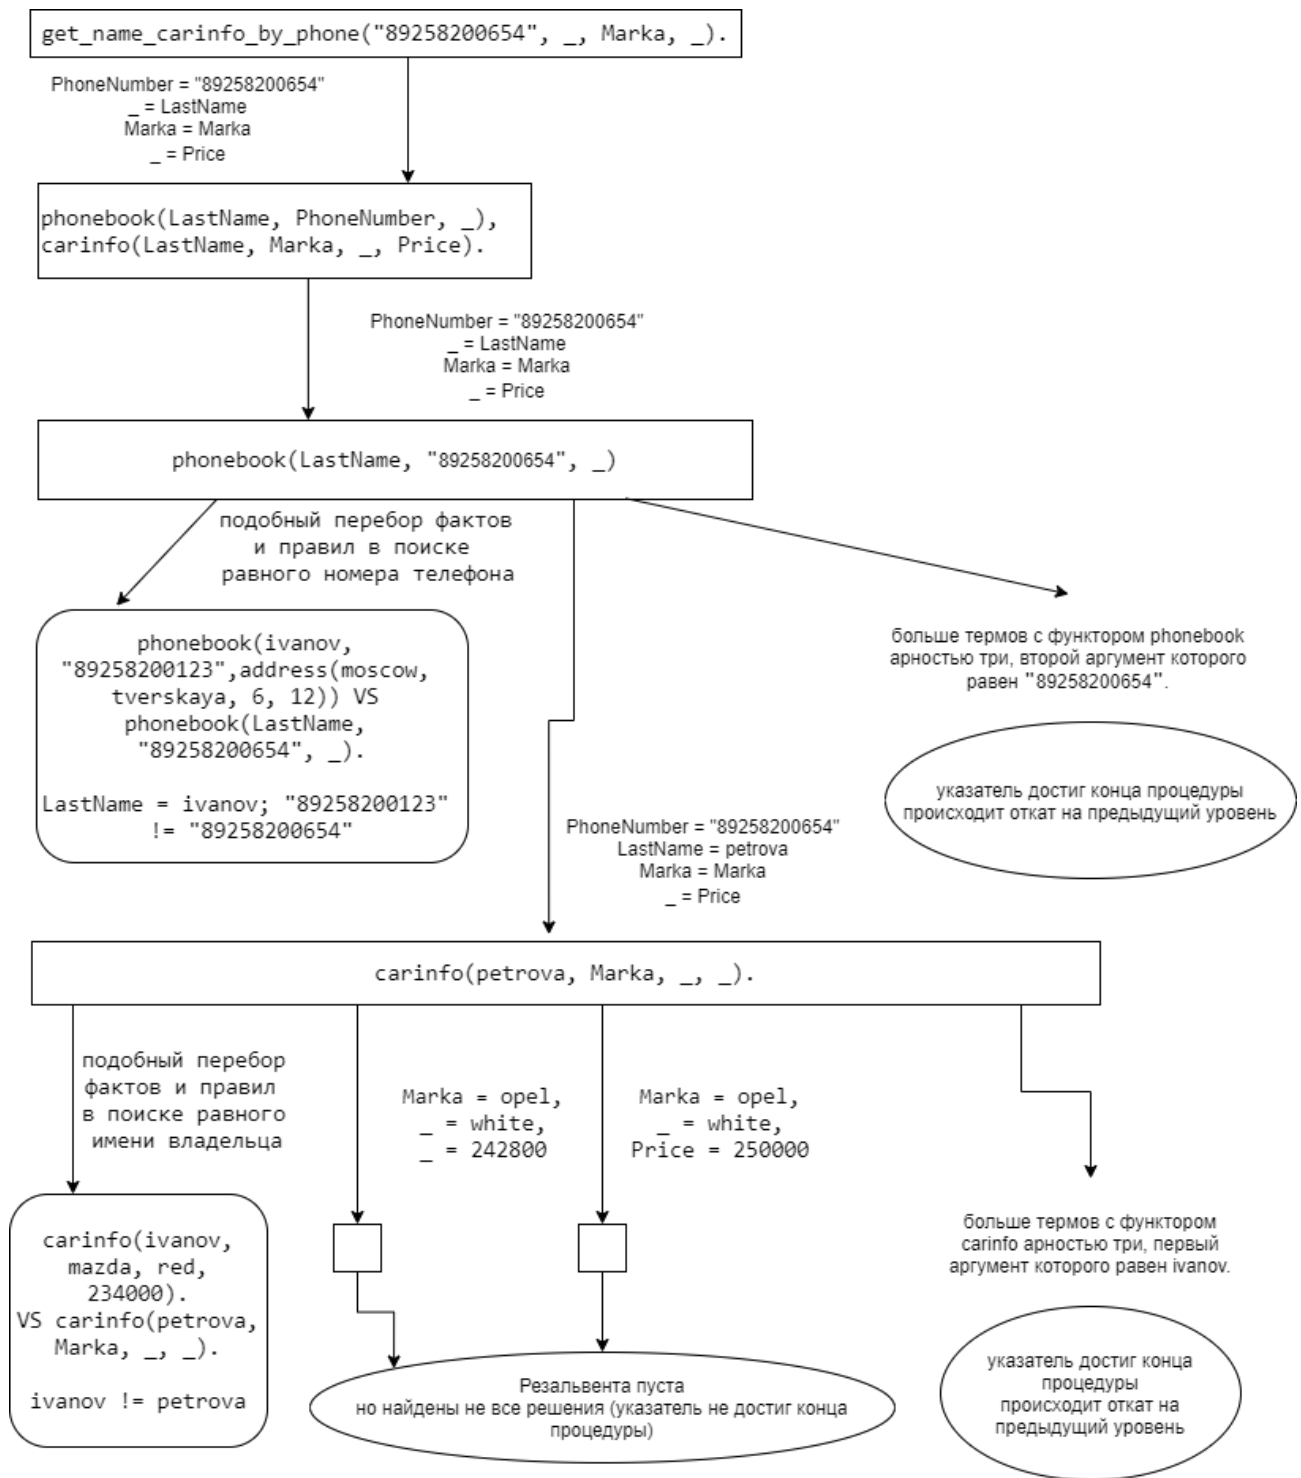 get_name_carinfo_by_phone("89258200654", _, Marka, _).
PhoneNumber = "89258200654"
_ = LastName
Marka = Marka
_ = Price
phonebook(LastName, PhoneNumber, _),
carinfo(LastName, Marka, _, Price).
PhoneNumber = "89258200654"
_ = LastName
Marka = Marka
_ = Price
phonebook(LastName, "89258200654", _)
подобный перебор фактов
и правил в поиске
равного номера телефона
phonebook(ivanov,
"89258200123",address(moscow,
tverskaya, 6, 12)) VS
phonebook(LastName,
"89258200654", _).
LastName = ivanov; "89258200123"
!= "89258200654"
больше термов с функтором phonebook
арностью три, второй аргумент которого
равен "89258200654".
указатель достиг конца процедуры
происходит откат на предыдущий уровень
PhoneNumber = "89258200654"
LastName = petrova
Marka = Marka
_ = Price
carinfo(petrova, Marka, _, _).
подобный перебор
фактов и правил
в поиске равного
имени владельца
Marka = opel,
_ = white,
_ = 242800
Marka = opel,
_ = white,
Price = 250000
carinfo(ivanov,
mazda, red,
234000).
VS carinfo(petrova,
Marka, _, _).
ivanov != petrova
больше термов с функтором
carinfo арностью три, первый
аргумент которого равен ivanov.
Резальвента пуста
но найдены не все решения (указатель не достиг конца
процедуры)
указатель достиг конца
процедуры
происходит откат на
предыдущий уровень